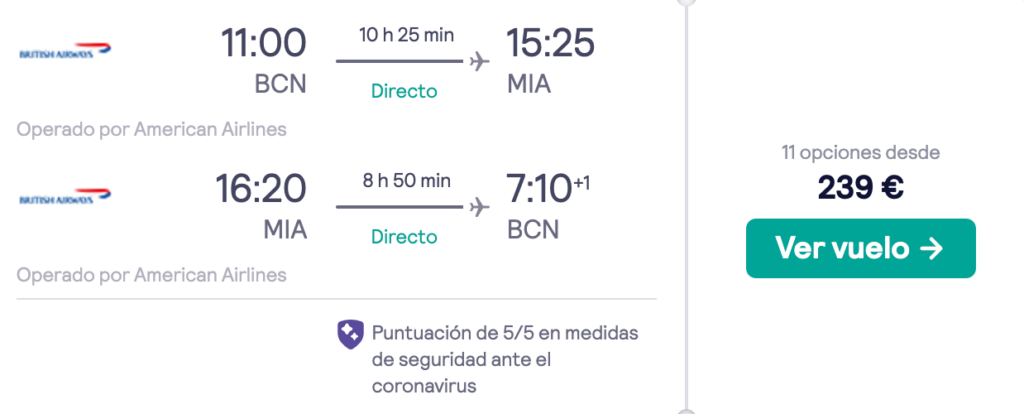 BRITISH AIRWAYS
11:00
10 h 25 min
15:25
BCN
Directo
MIA
Operado por American Airlines
BRITISH AIRWAYS
16:20
8 h 50 min
7:10+1
MIA
Directo
BCN
Operado por American Airlines
Puntuación de 5/5 en medidas
de seguridad ante el
coronavirus
11 opciones desde
239 €
Ver vuelo →